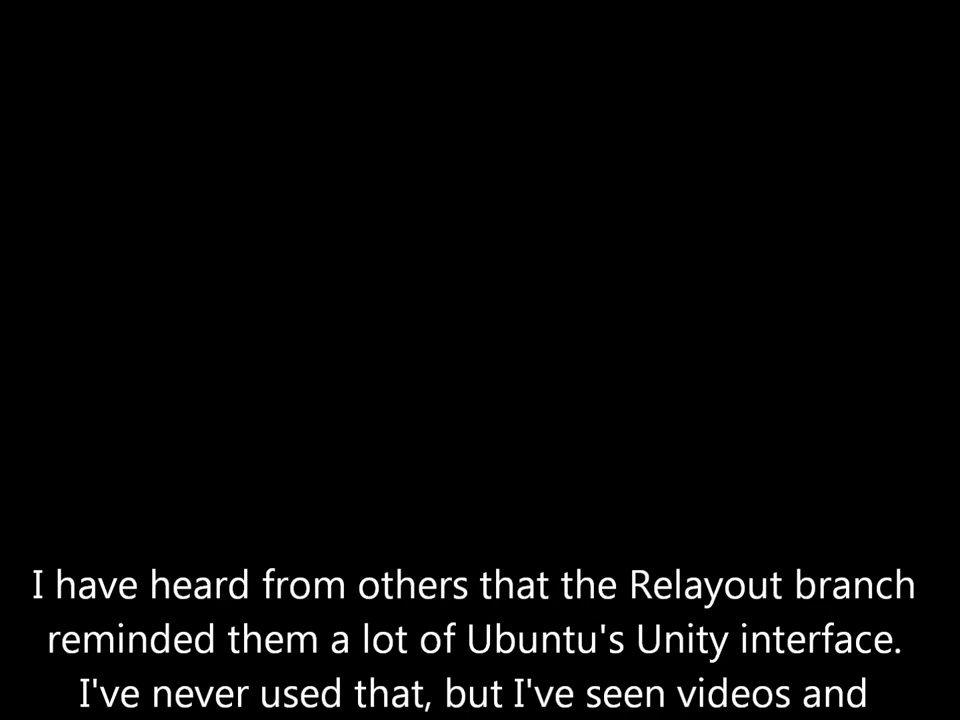 I have heard from others that the Relayout branch
reminded them a lot of Ubuntu's Unity interface.
I've never used that, but I've seen videos and